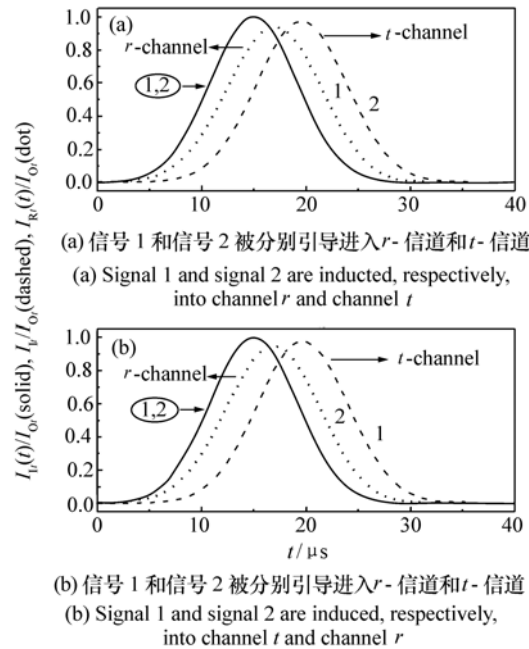 I_It(t)/I_Or(solid), I_t/I_Or(dashed), I_Rr(t)/I_Or(dot)
1.0
0.8
0.6
0.4
0.2
0.0
(a)
r-channel
1,2
t-channel
1
2
0
10
20
30
40
(a) 信号 1 和信号 2 被分别引导进入r- 信道和t- 信道
(a) Signal 1 and signal 2 are inducted, respectively,
into channel r and channel t
1.0
0.8
0.6
0.4
0.2
0.0
(b)
r-channel
1,2
t-channel
2
1
0
10
20
30
40
t/ μs
(b) 信号 1 和信号 2 被分别引导进入r- 信道和t- 信道
(b) Signal 1 and signal 2 are induced, respectively,
into channel t and channel r